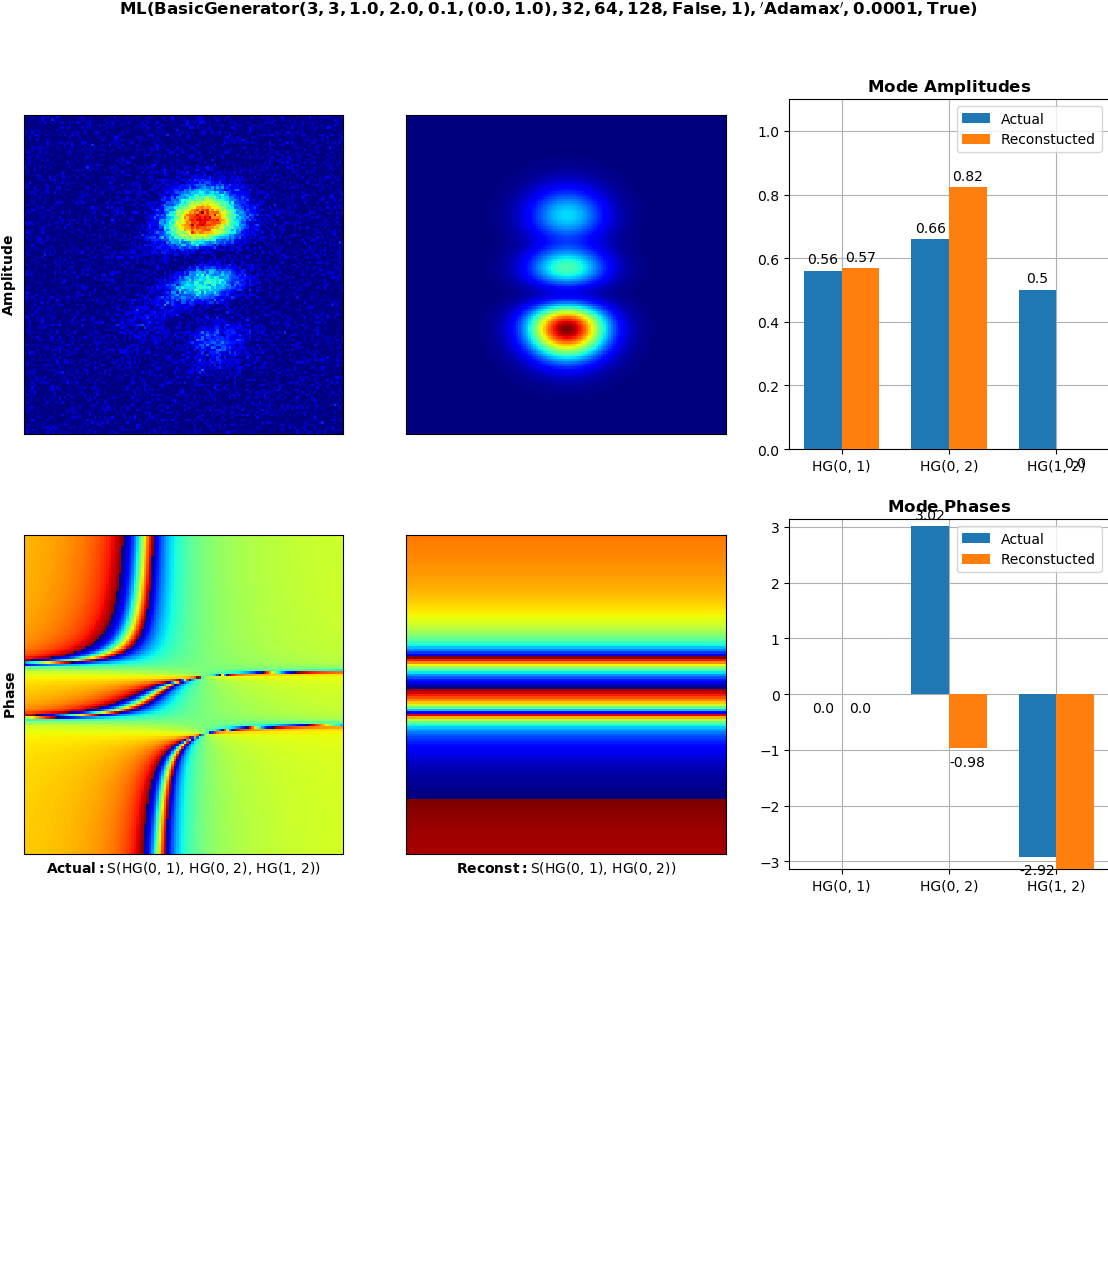 ML(BasicGenerator(3, 3, 1.0, 2.0, 0.1, (0.0, 1.0), 32, 64, 128, False, 1), ′Adamax′, 0.0001, True)
Amplitude
Mode Amplitudes
Actual
Reconstucted
1.0
0.8
0.6
0.4
0.2
0.0
0.56
0.57
0.66
0.82
0.5
0.0
HG(0, 1)
HG(0, 2)
HG(1, 2)
Phase
Actual: S(HG(0, 1), HG(0, 2), HG(1, 2))
Reconst: S(HG(0, 1), HG(0, 2))
Mode Phases
Actual
Reconstucted
3
2
1
0
−1
−2
−3
0.0
0.0
3.02
-0.98
-2.92
HG(0, 1)
HG(0, 2)
HG(1, 2)